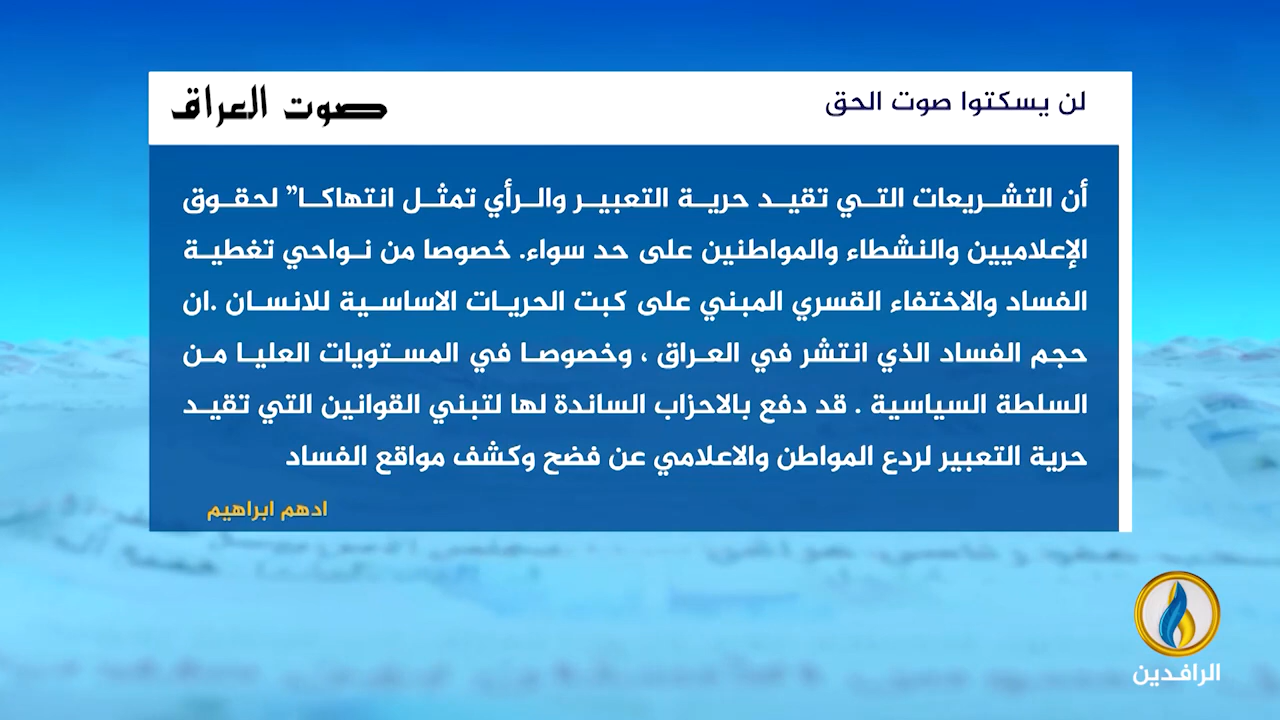 لن يسكتوا صوت الحق
صوت العراق
أن التشريعات التي تقيد حرية التعبير والرأي تمثل انتهاكا” لحقوق
الإعلاميين والنشطاء والمواطنين على حد سواء. خصوصا من نواحي تغطية
الفساد والاختفاء القسري المبني على كبت الحريات الاساسية للانسان .ان
حجم الفساد الذي انتشر في العراق ، وخصوصا في المستويات العليا من
السلطة السياسية . قد دفع بالاحزاب الساندة لها لتبني القوانين التي تقيد
حرية التعبير لردع المواطن والاعلامي عن فضح وكشف مواقع الفساد
ادهم ابراهيم
الرافدين